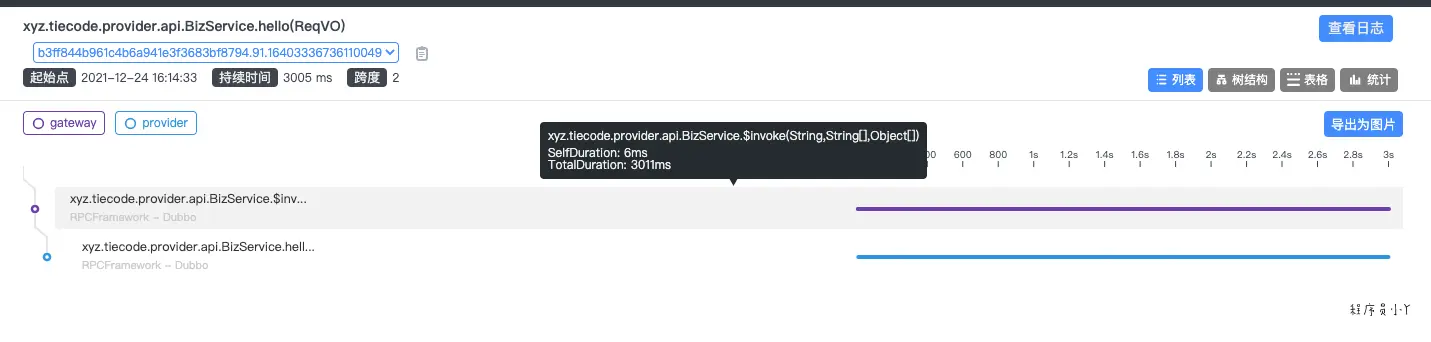 xyz.tiecode.provider.api.BizService.hello(ReqVO)
查看日志
b3ff844b961c4b6a941e3f3683bf8794.91.16403336736110049
起始点 2021-12-24 16:14:33 持续时间 3005 ms 跨度 2
列表 树结构 表格 统计
gateway provider
导出为图片
xyz.tiecode.provider.api.BizService.$invoke(String,String[],Object[])
SelfDuration: 6ms
TotalDuration: 3011ms
600 800 1s 1.2s 1.4s 1.6s 1.8s 2s 2.2s 2.4s 2.6s 2.8s 3s
xyz.tiecode.provider.api.BizService.$inv...
RPCFramework - Dubbo
xyz.tiecode.provider.api.BizService.hell...
RPCFramework - Dubbo
程序员小丫